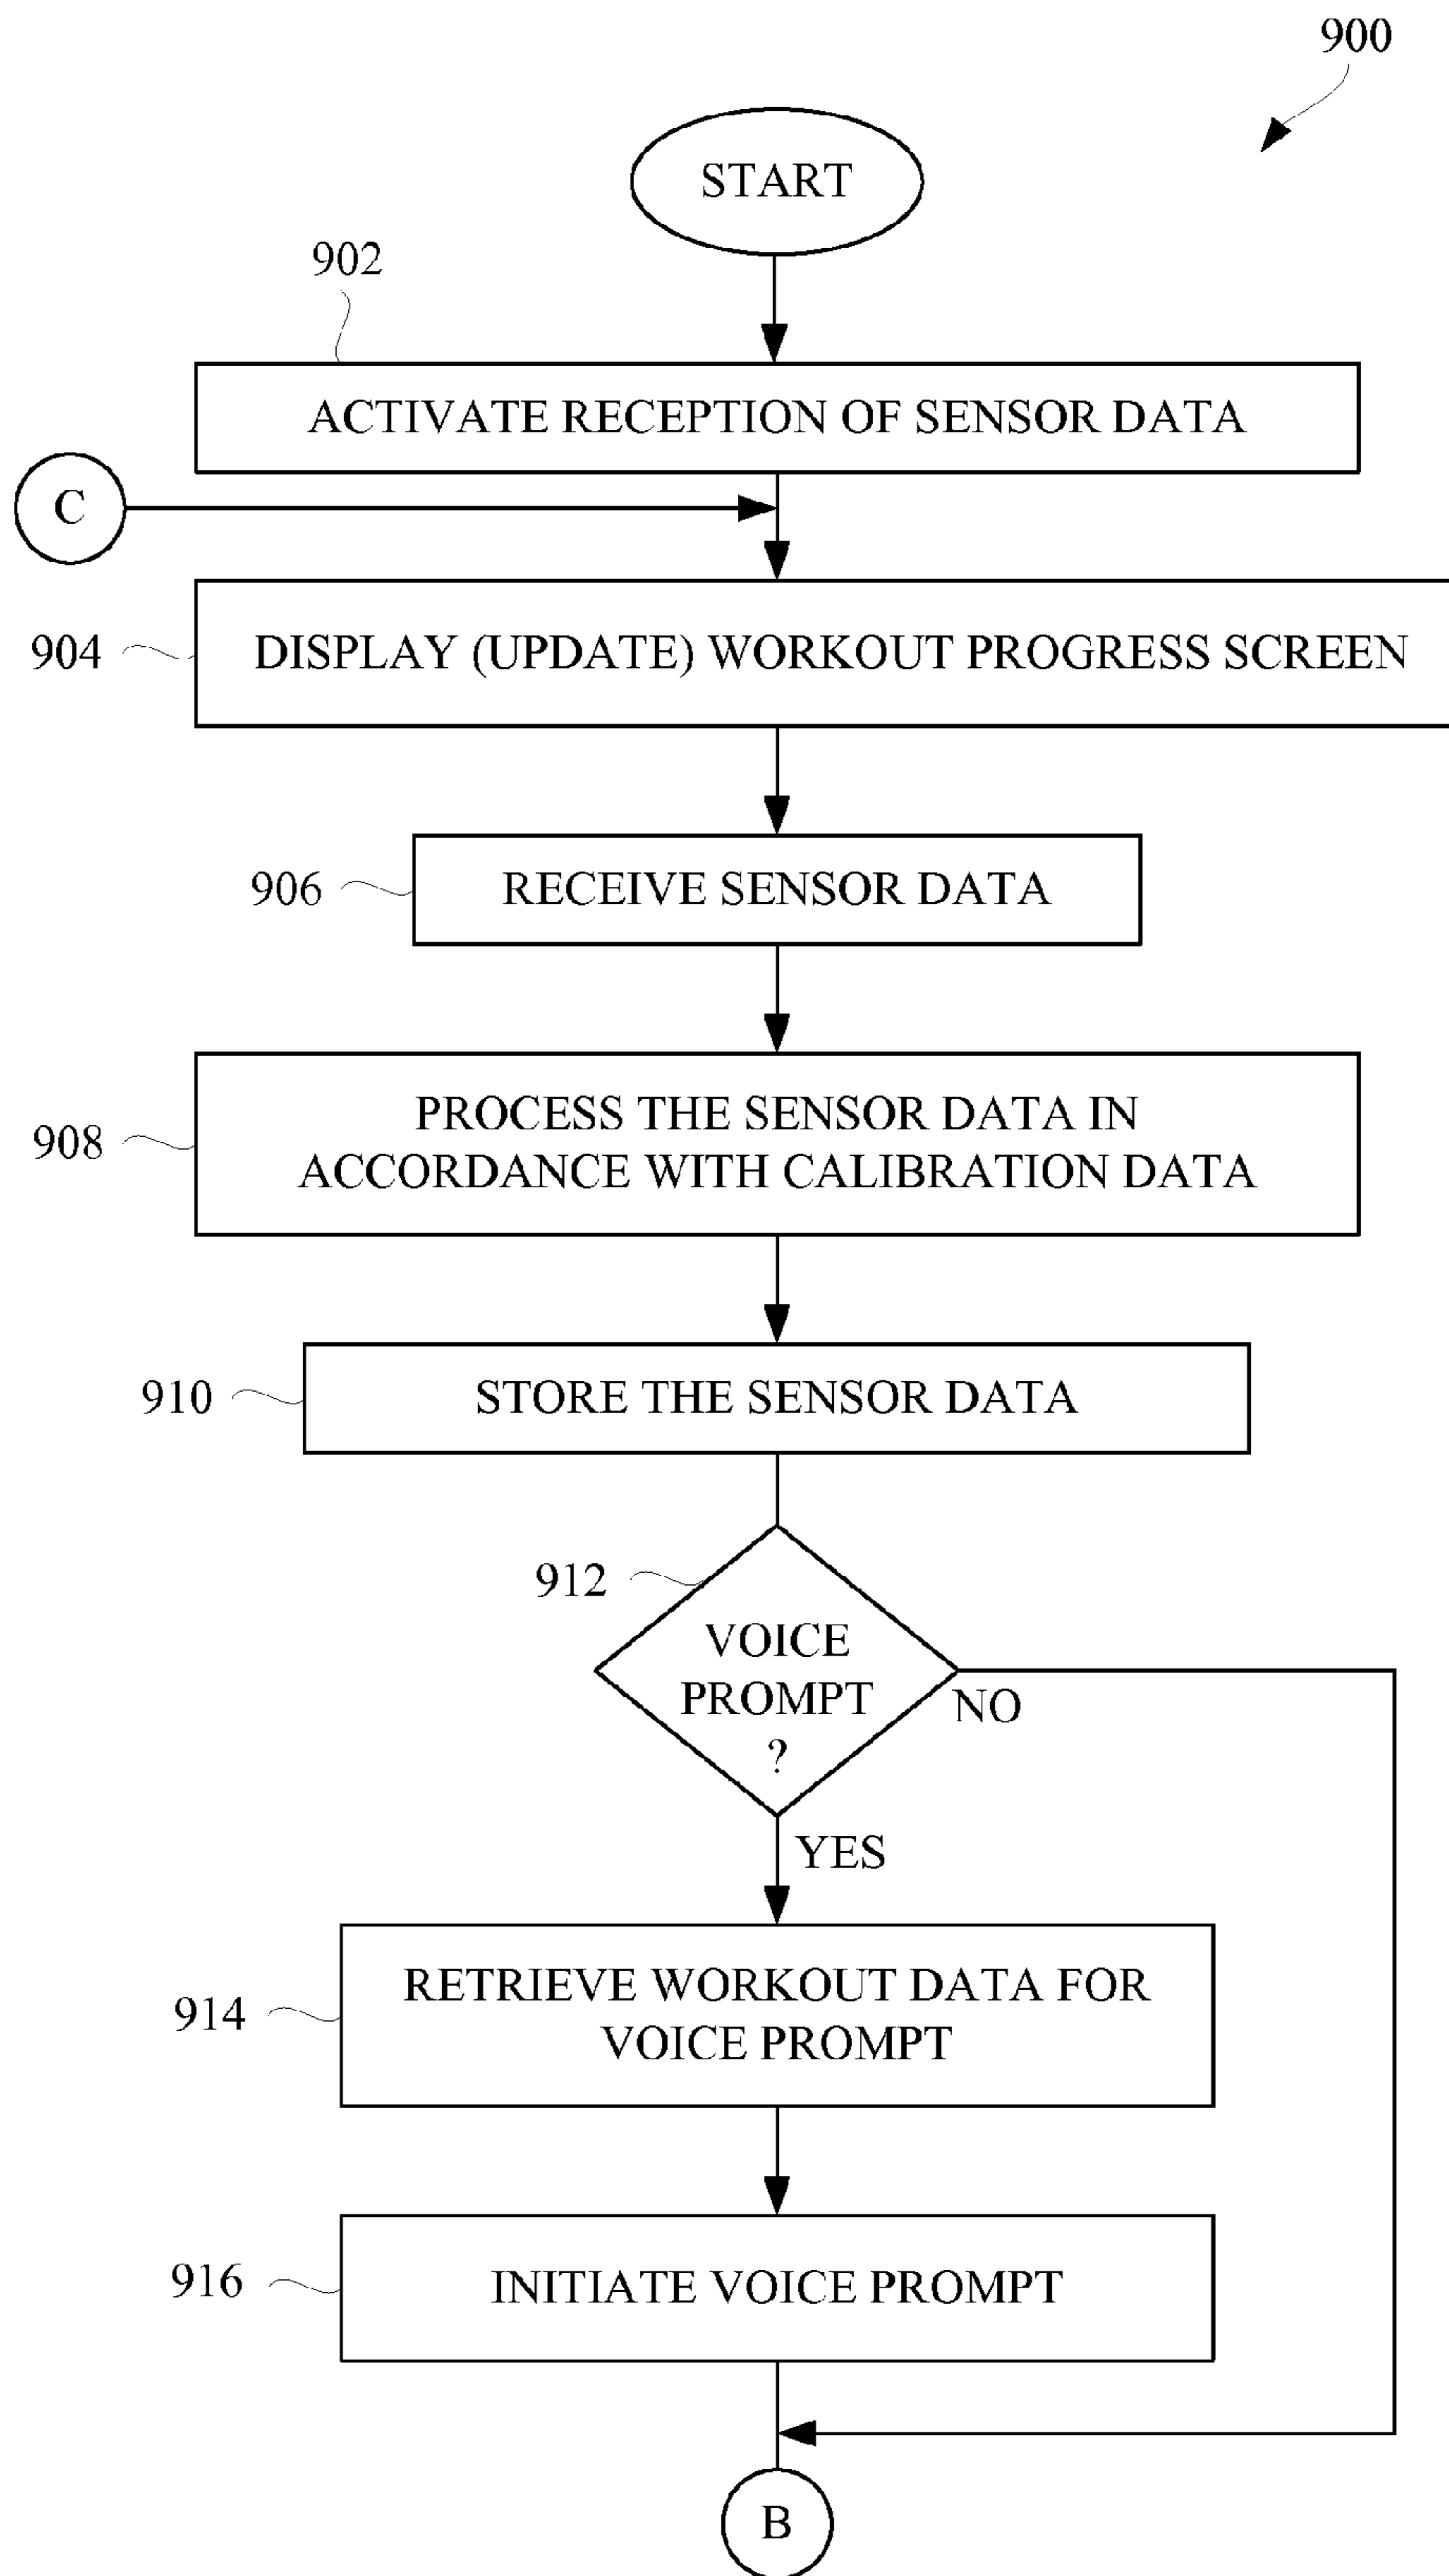 900
START
902
ACTIVATE RECEPTION OF SENSOR DATA
C
904
DISPLAY (UPDATE) WORKOUT PROGRESS SCREEN
906
RECEIVE SENSOR DATA
908
PROCESS THE SENSOR DATA IN
ACCORDANCE WITH CALIBRATION DATA
910
STORE THE SENSOR DATA
912
VOICE
PROMPT
?
NO
YES
914
RETRIEVE WORKOUT DATA FOR
VOICE PROMPT
916
INITIATE VOICE PROMPT
B